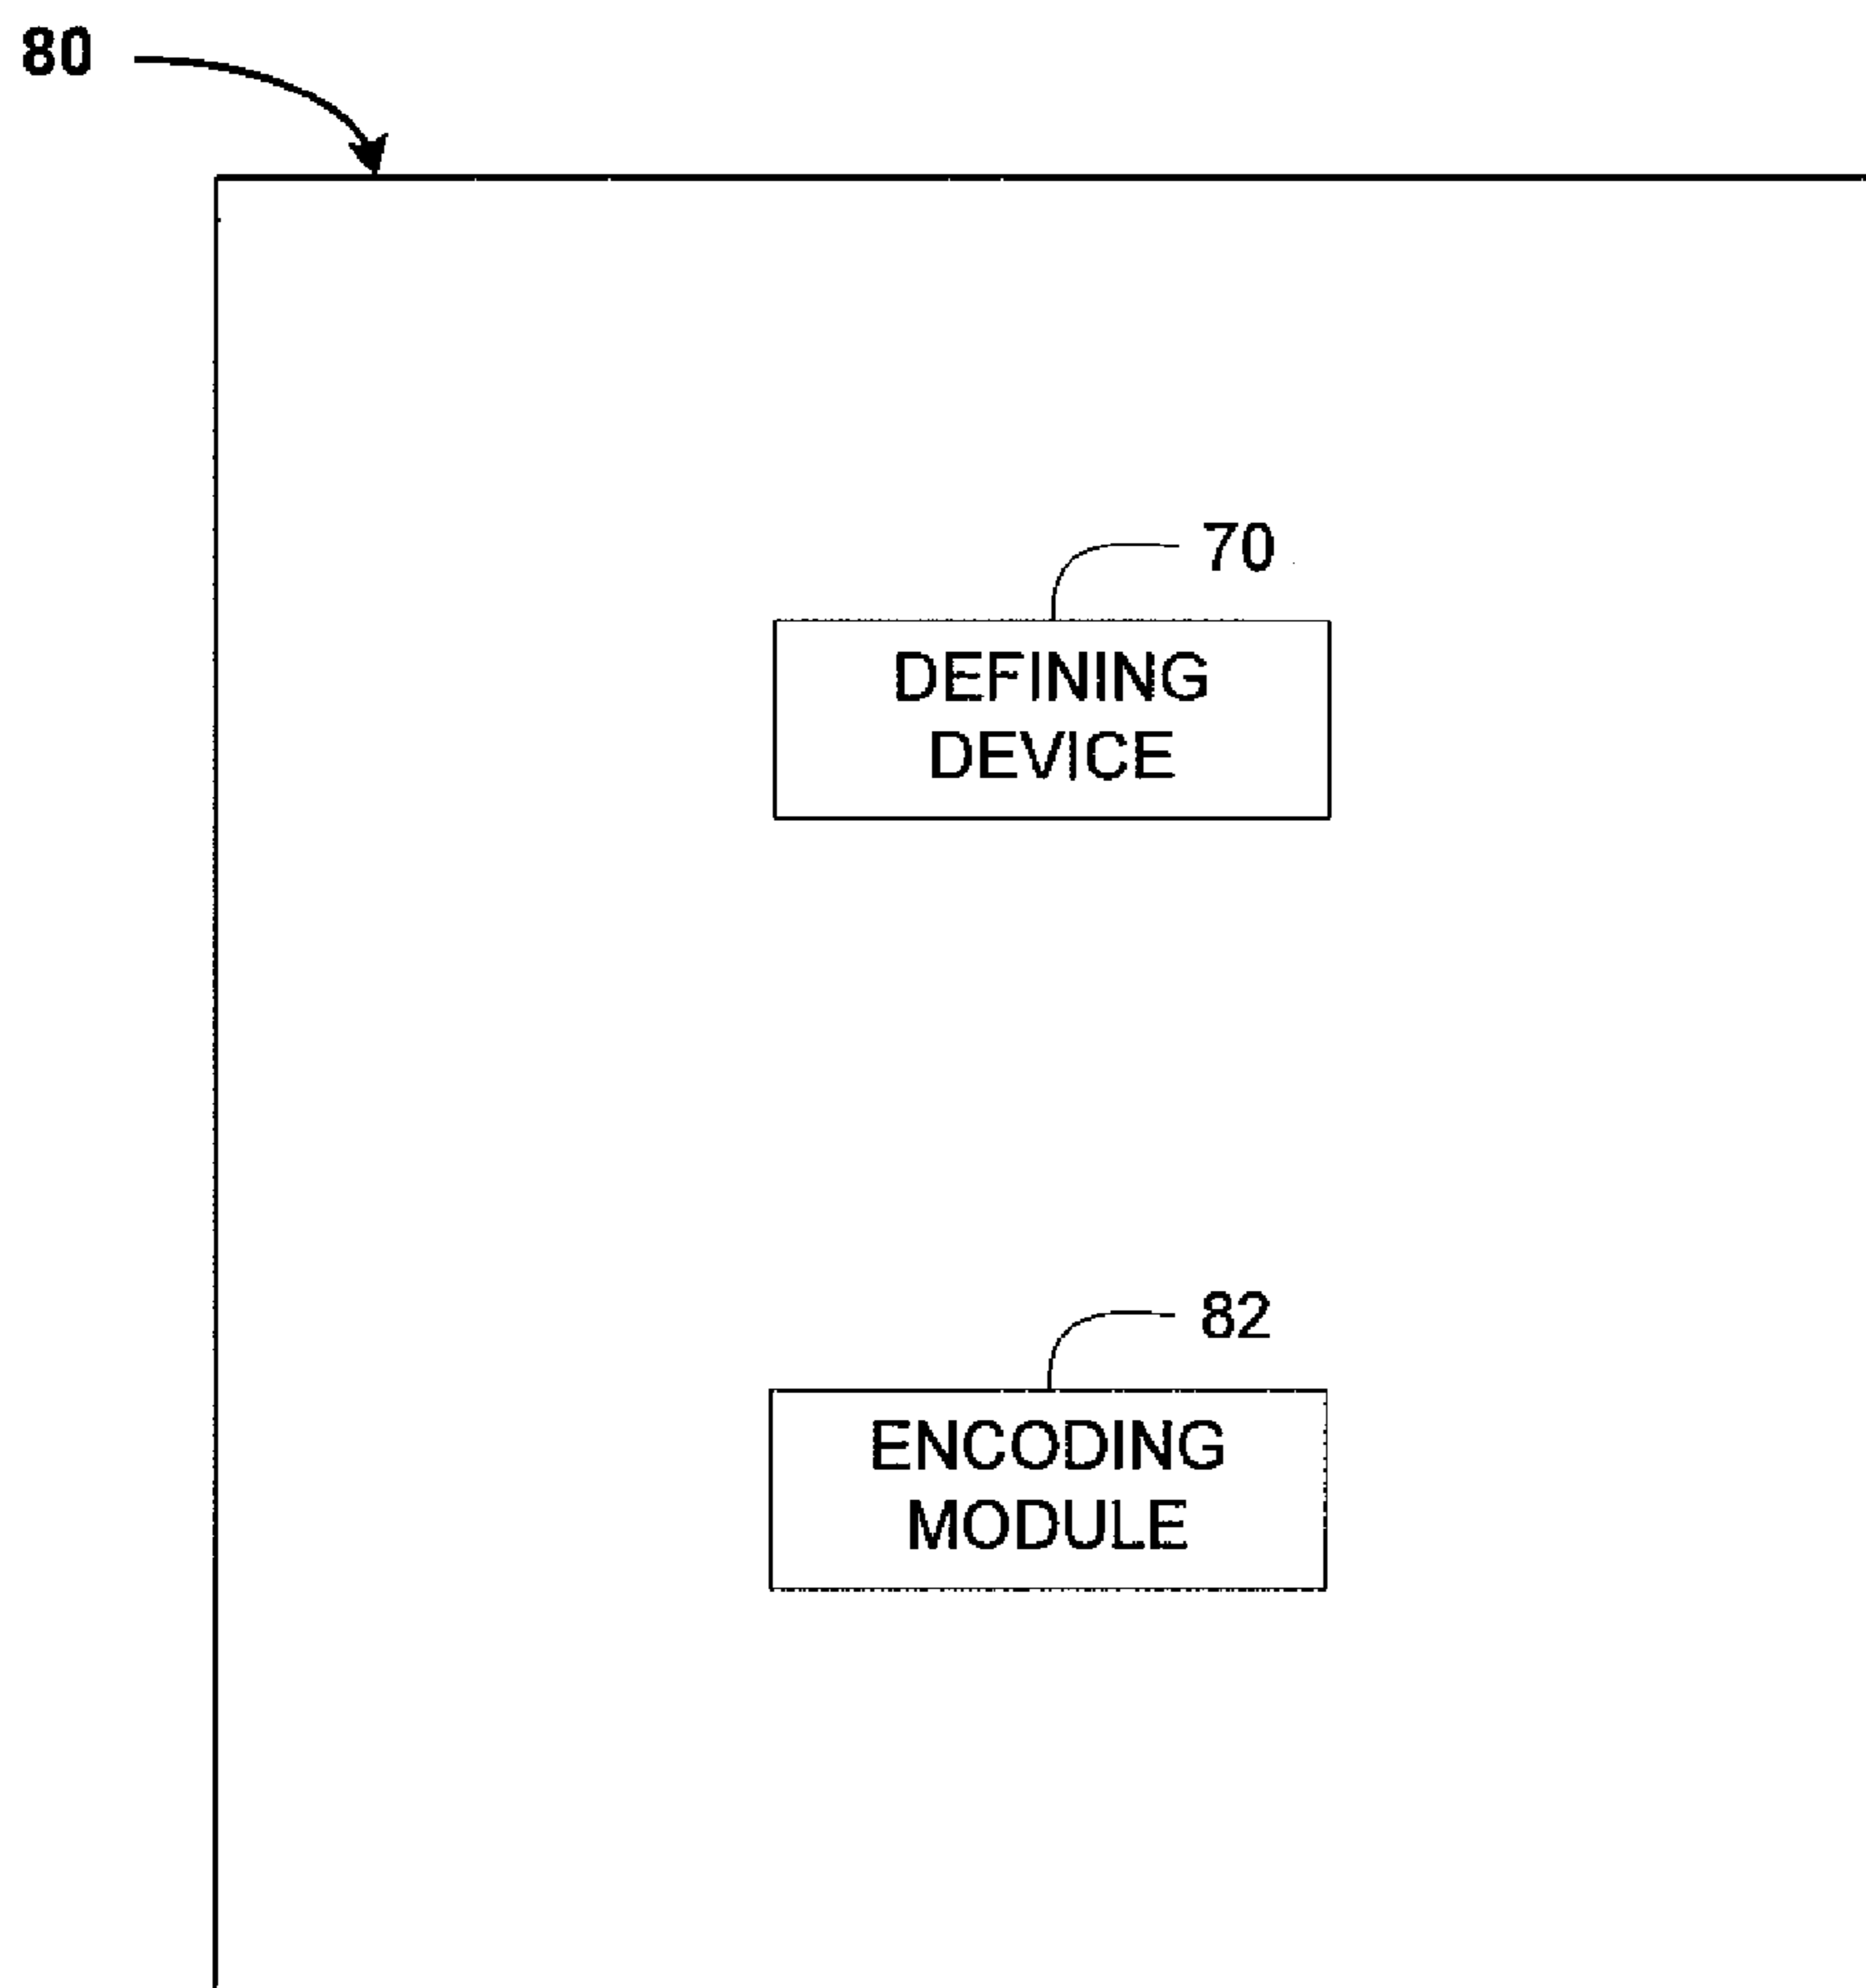 80
70
DEFINING
DEVICE
82
ENCODING
MODULE